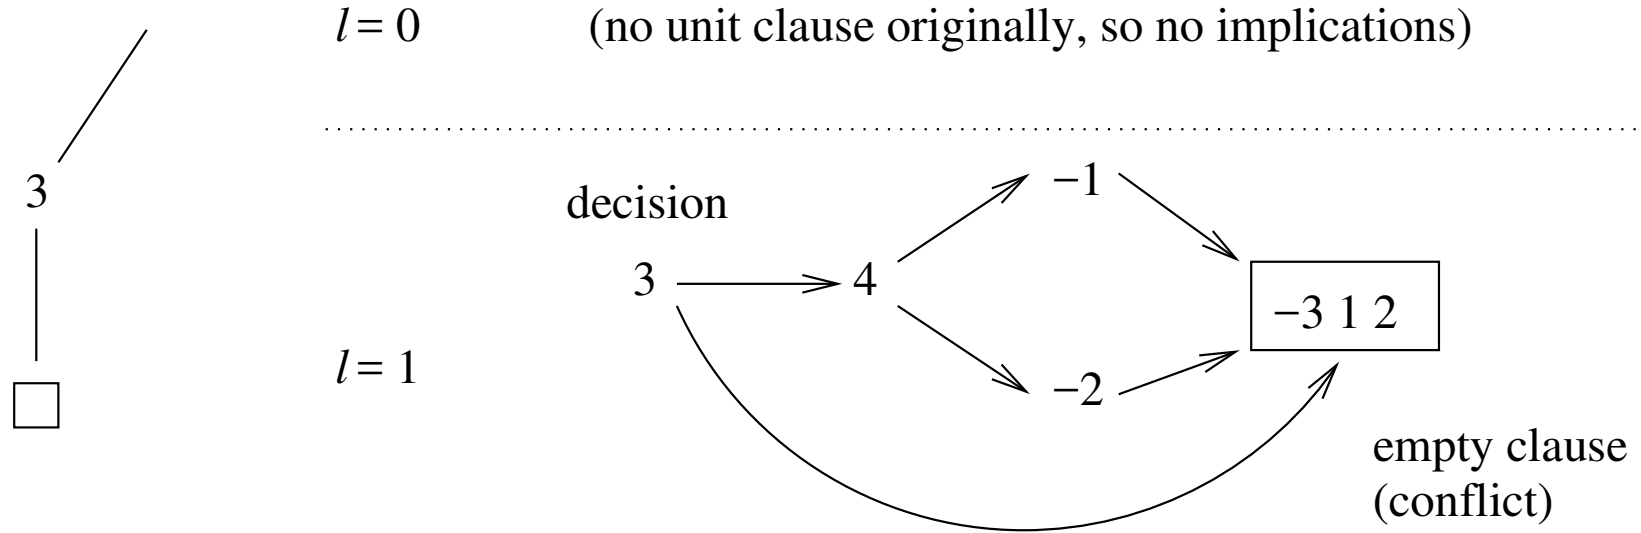 l = 0 (no unit clause originally, so no implications)
3
decision
3 4 −1
−2
−3 1 2
l = 1
empty clause
(conflict)